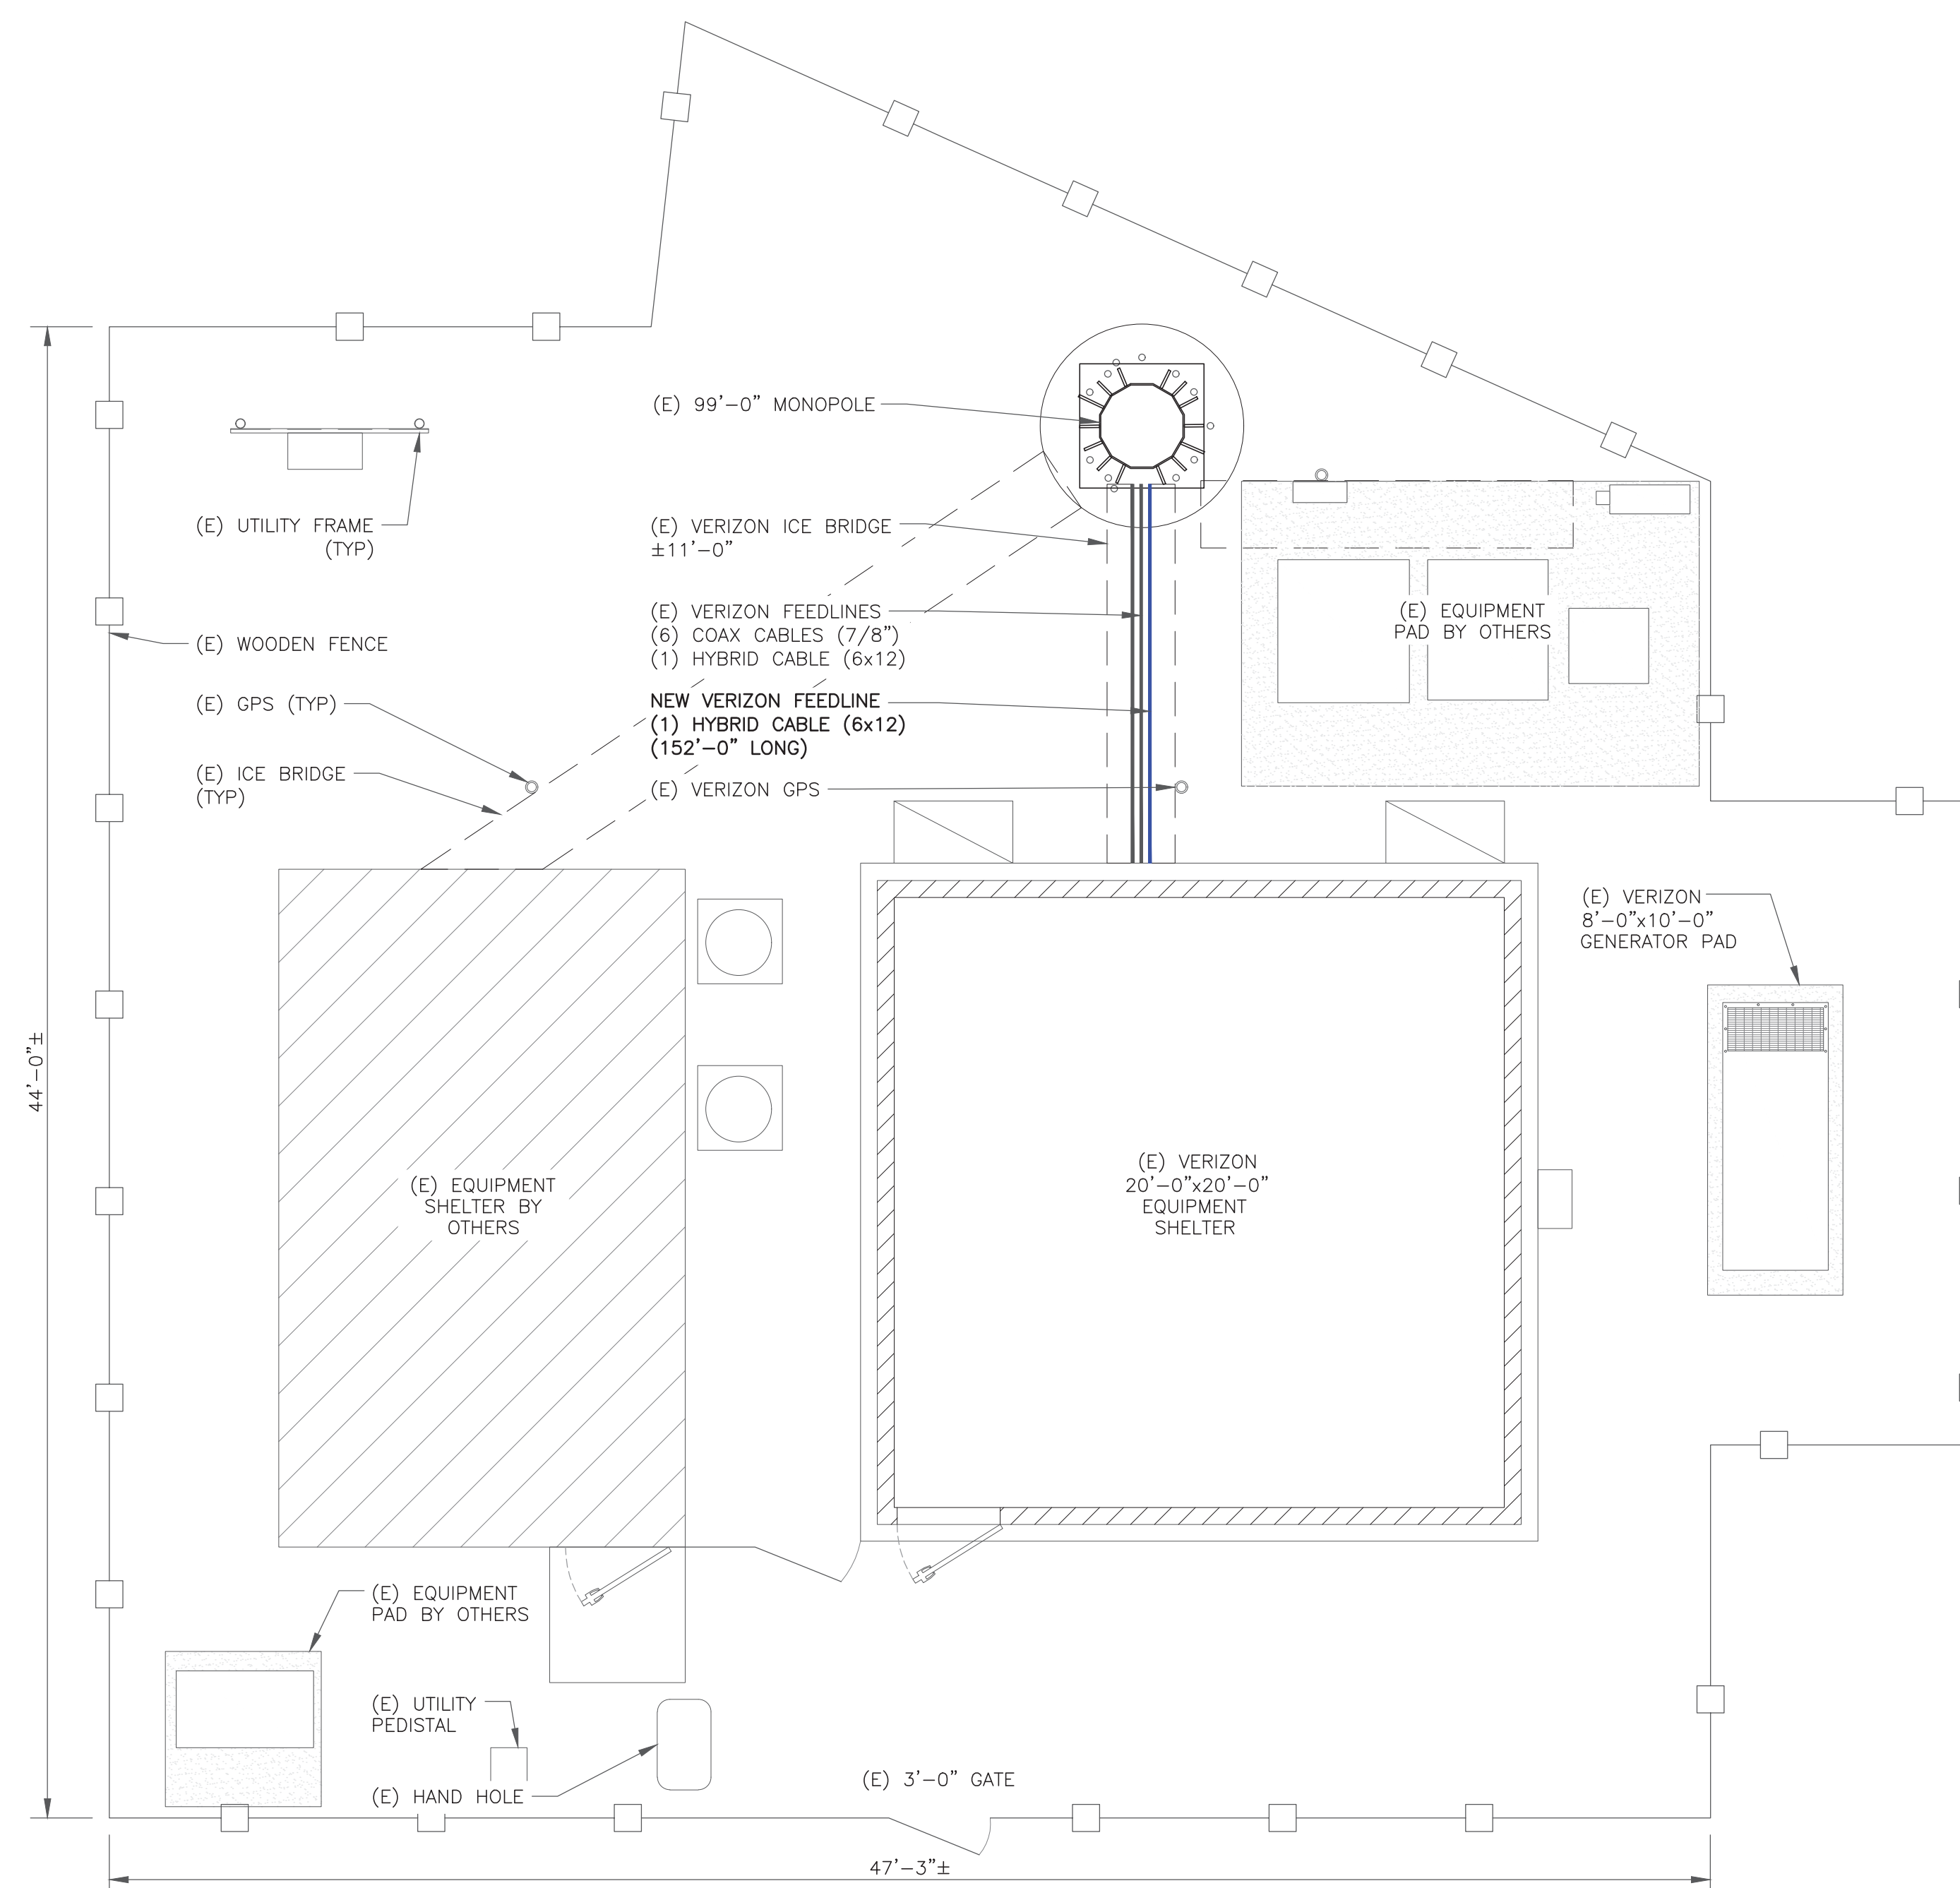 (E) 99'-0" MONOPOLE
(E) UTILITY FRAME
(TYP)
(E) VERIZON ICE BRIDGE
±11'-0"
(E) VERIZON FEEDLINES
(6) COAX CABLES (7/8")
(1) HYBRID CABLE (6x12)
(E) EQUIPMENT
PAD BY OTHERS
(E) WOODEN FENCE
NEW VERIZON FEEDLINE
(1) HYBRID CABLE (6x12)
(152'-0" LONG)
(E) GPS (TYP)
(E) ICE BRIDGE
(TYP)
(E) VERIZON GPS
(E) VERIZON
8'-0"x10'-0"
GENERATOR PAD
44'-0"±
(E) EQUIPMENT
SHELTER BY
OTHERS
(E) VERIZON
20'-0"x20'-0"
EQUIPMENT
SHELTER
(E) EQUIPMENT
PAD BY OTHERS
(E) UTILITY
PEDISTAL
(E) HAND HOLE
(E) 3'-0" GATE
47'-3"±